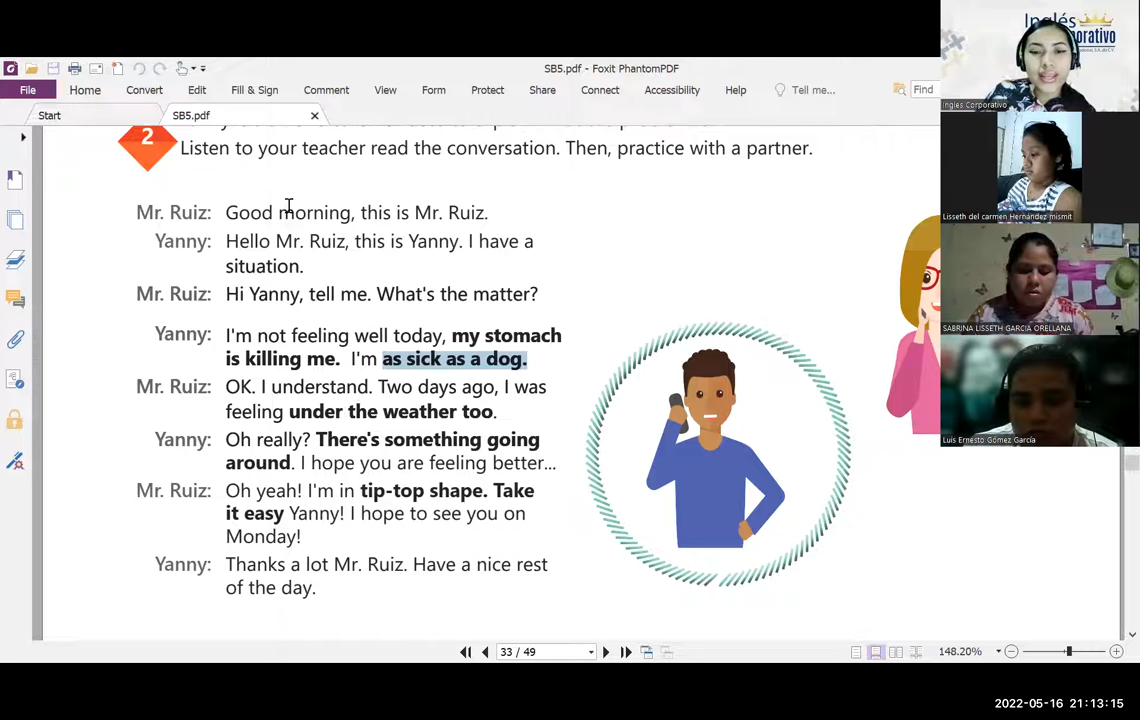 Inglés
orporativo
SB5.pdf - Foxit PhantomPDF
File Home Convert Edit Fill & Sign Comment View Form Protect Share Connect Accessibility Help Tell me... Find
Start SB5.pdf
Ingles Corporativo
2
Listen to your teacher read the conversation. Then, practice with a partner.
Mr. Ruiz: Good morning, this is Mr. Ruiz.
Yanny: Hello Mr. Ruiz, this is Yanny. I have a
situation.
Mr. Ruiz: Hi Yanny, tell me. What's the matter?
Yanny: I'm not feeling well today, my stomach
is killing me. I'm as sick as a dog.
Mr. Ruiz: OK. I understand. Two days ago, I was
feeling under the weather too.
Yanny: Oh really? There's something going
around. I hope you are feeling better...
Mr. Ruiz: Oh yeah! I'm in tip-top shape. Take
it easy Yanny! I hope to see you on
Monday!
Yanny: Thanks a lot Mr. Ruiz. Have a nice rest
of the day.
Lisseth del carmen Hernández mismit
SABRINA LISSETH GARCIA ORELLANA
Luis Ernesto Gómez García
33 / 49
148.20%
2022-05-16 21:13:15